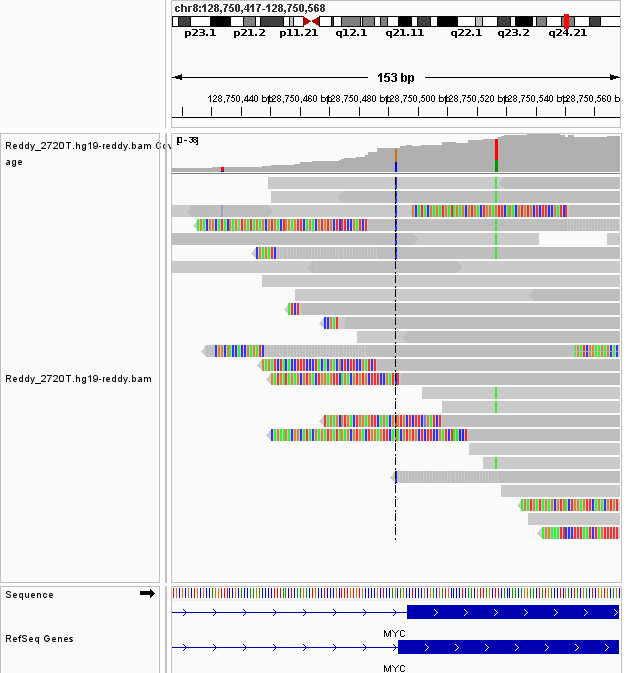 chr8:128,750,417-128,750,568
p23.1 p21.2 p11.21 q12.1 q21.11 q22.1 q23.2 q24.21
153 bp
128,750,440 bp 128,750,460 bp 128,750,480 bp 128,750,500 bp 128,750,520 bp 128,750,540 bp 128,750,560 bp
[0-38]
Reddy_2720T.hg19-reddy.bam Cov
age
Reddy_2720T.hg19-reddy.bam
Sequence
MYC
RefSeq Genes
MYC